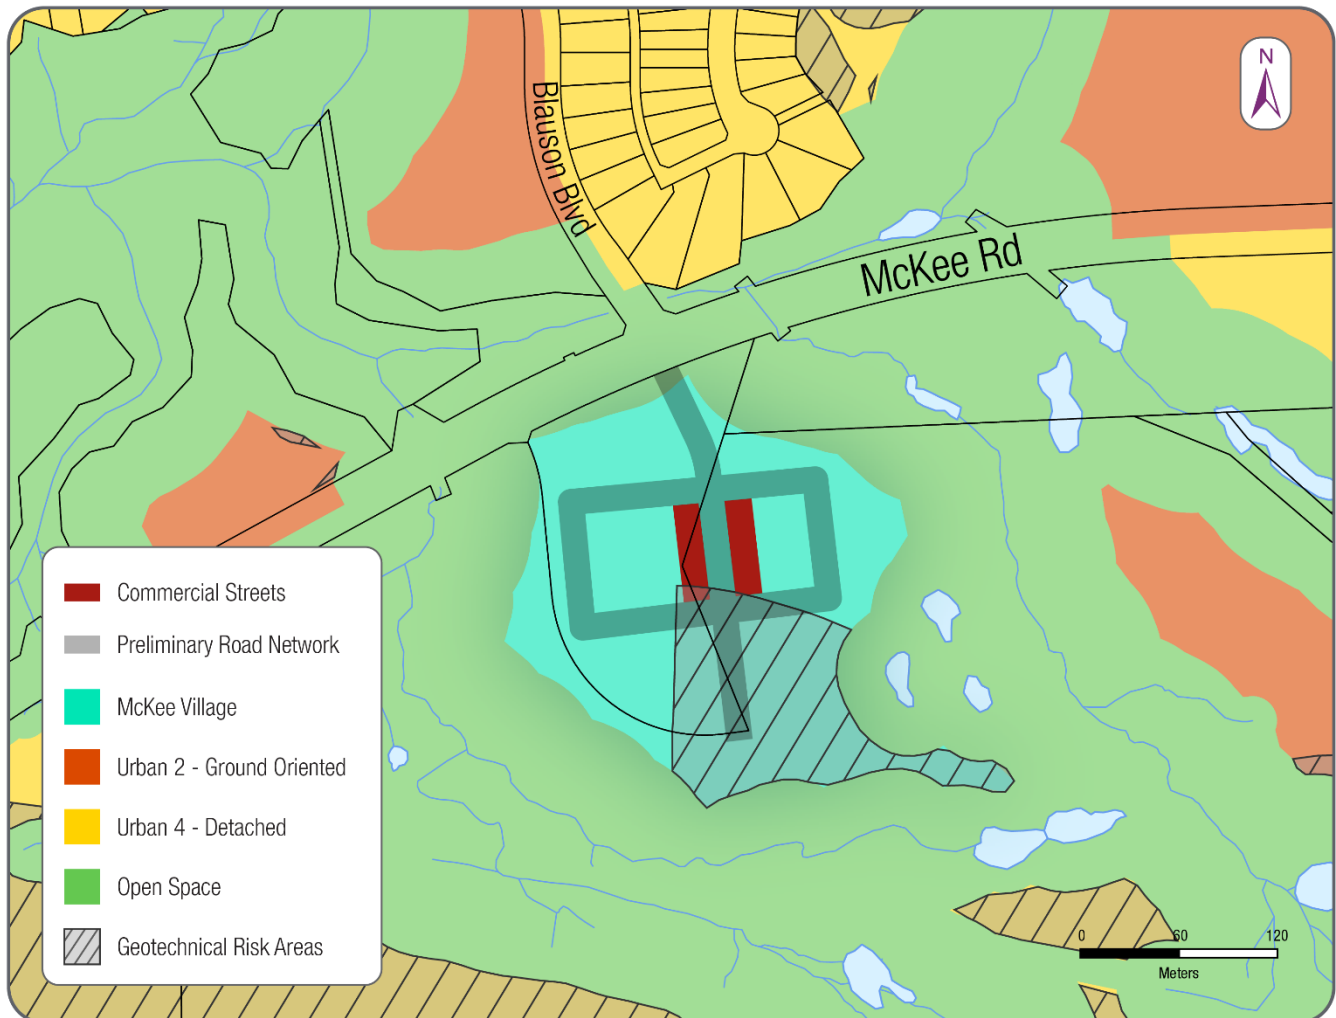 N
Blauson Blvd
McKee Rd
Commercial Streets
Preliminary Road Network
McKee Village
Urban 2 - Ground Oriented
Urban 4 - Detached
Open Space
Geotechnical Risk Areas
0 60 120
Meters